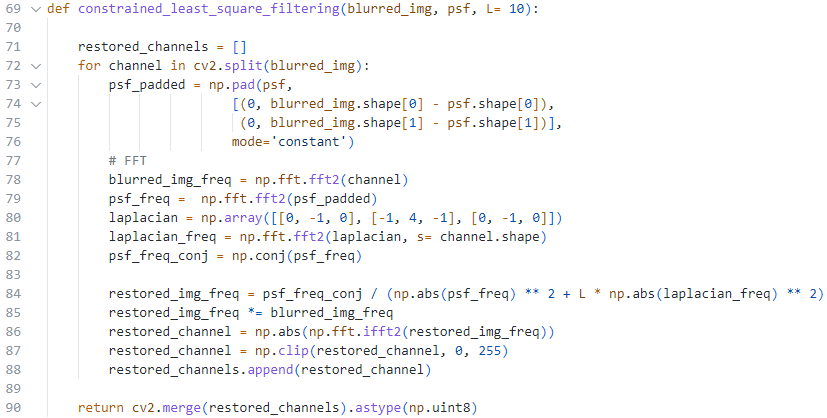 69 def constrained_least_square_filtering(blurred_img, psf, L= 10):
70
71     restored_channels = []
72     for channel in cv2.split(blurred_img):
73         psf_padded = np.pad(psf,
74                         [(0, blurred_img.shape[0] - psf.shape[0]),
75                          (0, blurred_img.shape[1] - psf.shape[1])],
76                         mode='constant')
77         # FFT
78         blurred_img_freq = np.fft.fft2(channel)
79         psf_freq =  np.fft.fft2(psf_padded)
80         laplacian = np.array([[0, -1, 0], [-1, 4, -1], [0, -1, 0]])
81         laplacian_freq = np.fft.fft2(laplacian, s= channel.shape)
82         psf_freq_conj = np.conj(psf_freq)
83
84         restored_img_freq = psf_freq_conj / (np.abs(psf_freq) ** 2 + L * np.abs(laplacian_freq) ** 2)
85         restored_img_freq *= blurred_img_freq
86         restored_channel = np.abs(np.fft.ifft2(restored_img_freq))
87         restored_channel = np.clip(restored_channel, 0, 255)
88         restored_channels.append(restored_channel)
89
90     return cv2.merge(restored_channels).astype(np.uint8)